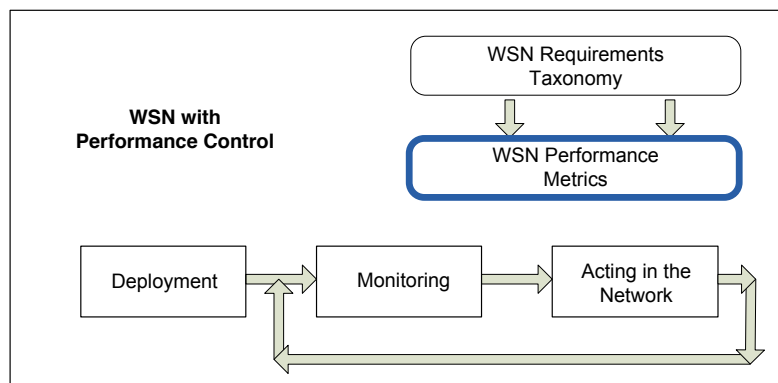 WSN Requirements
Taxonomy
WSN with
Performance Control
WSN Performance
Metrics
Deployment
Monitoring
Acting in the
Network